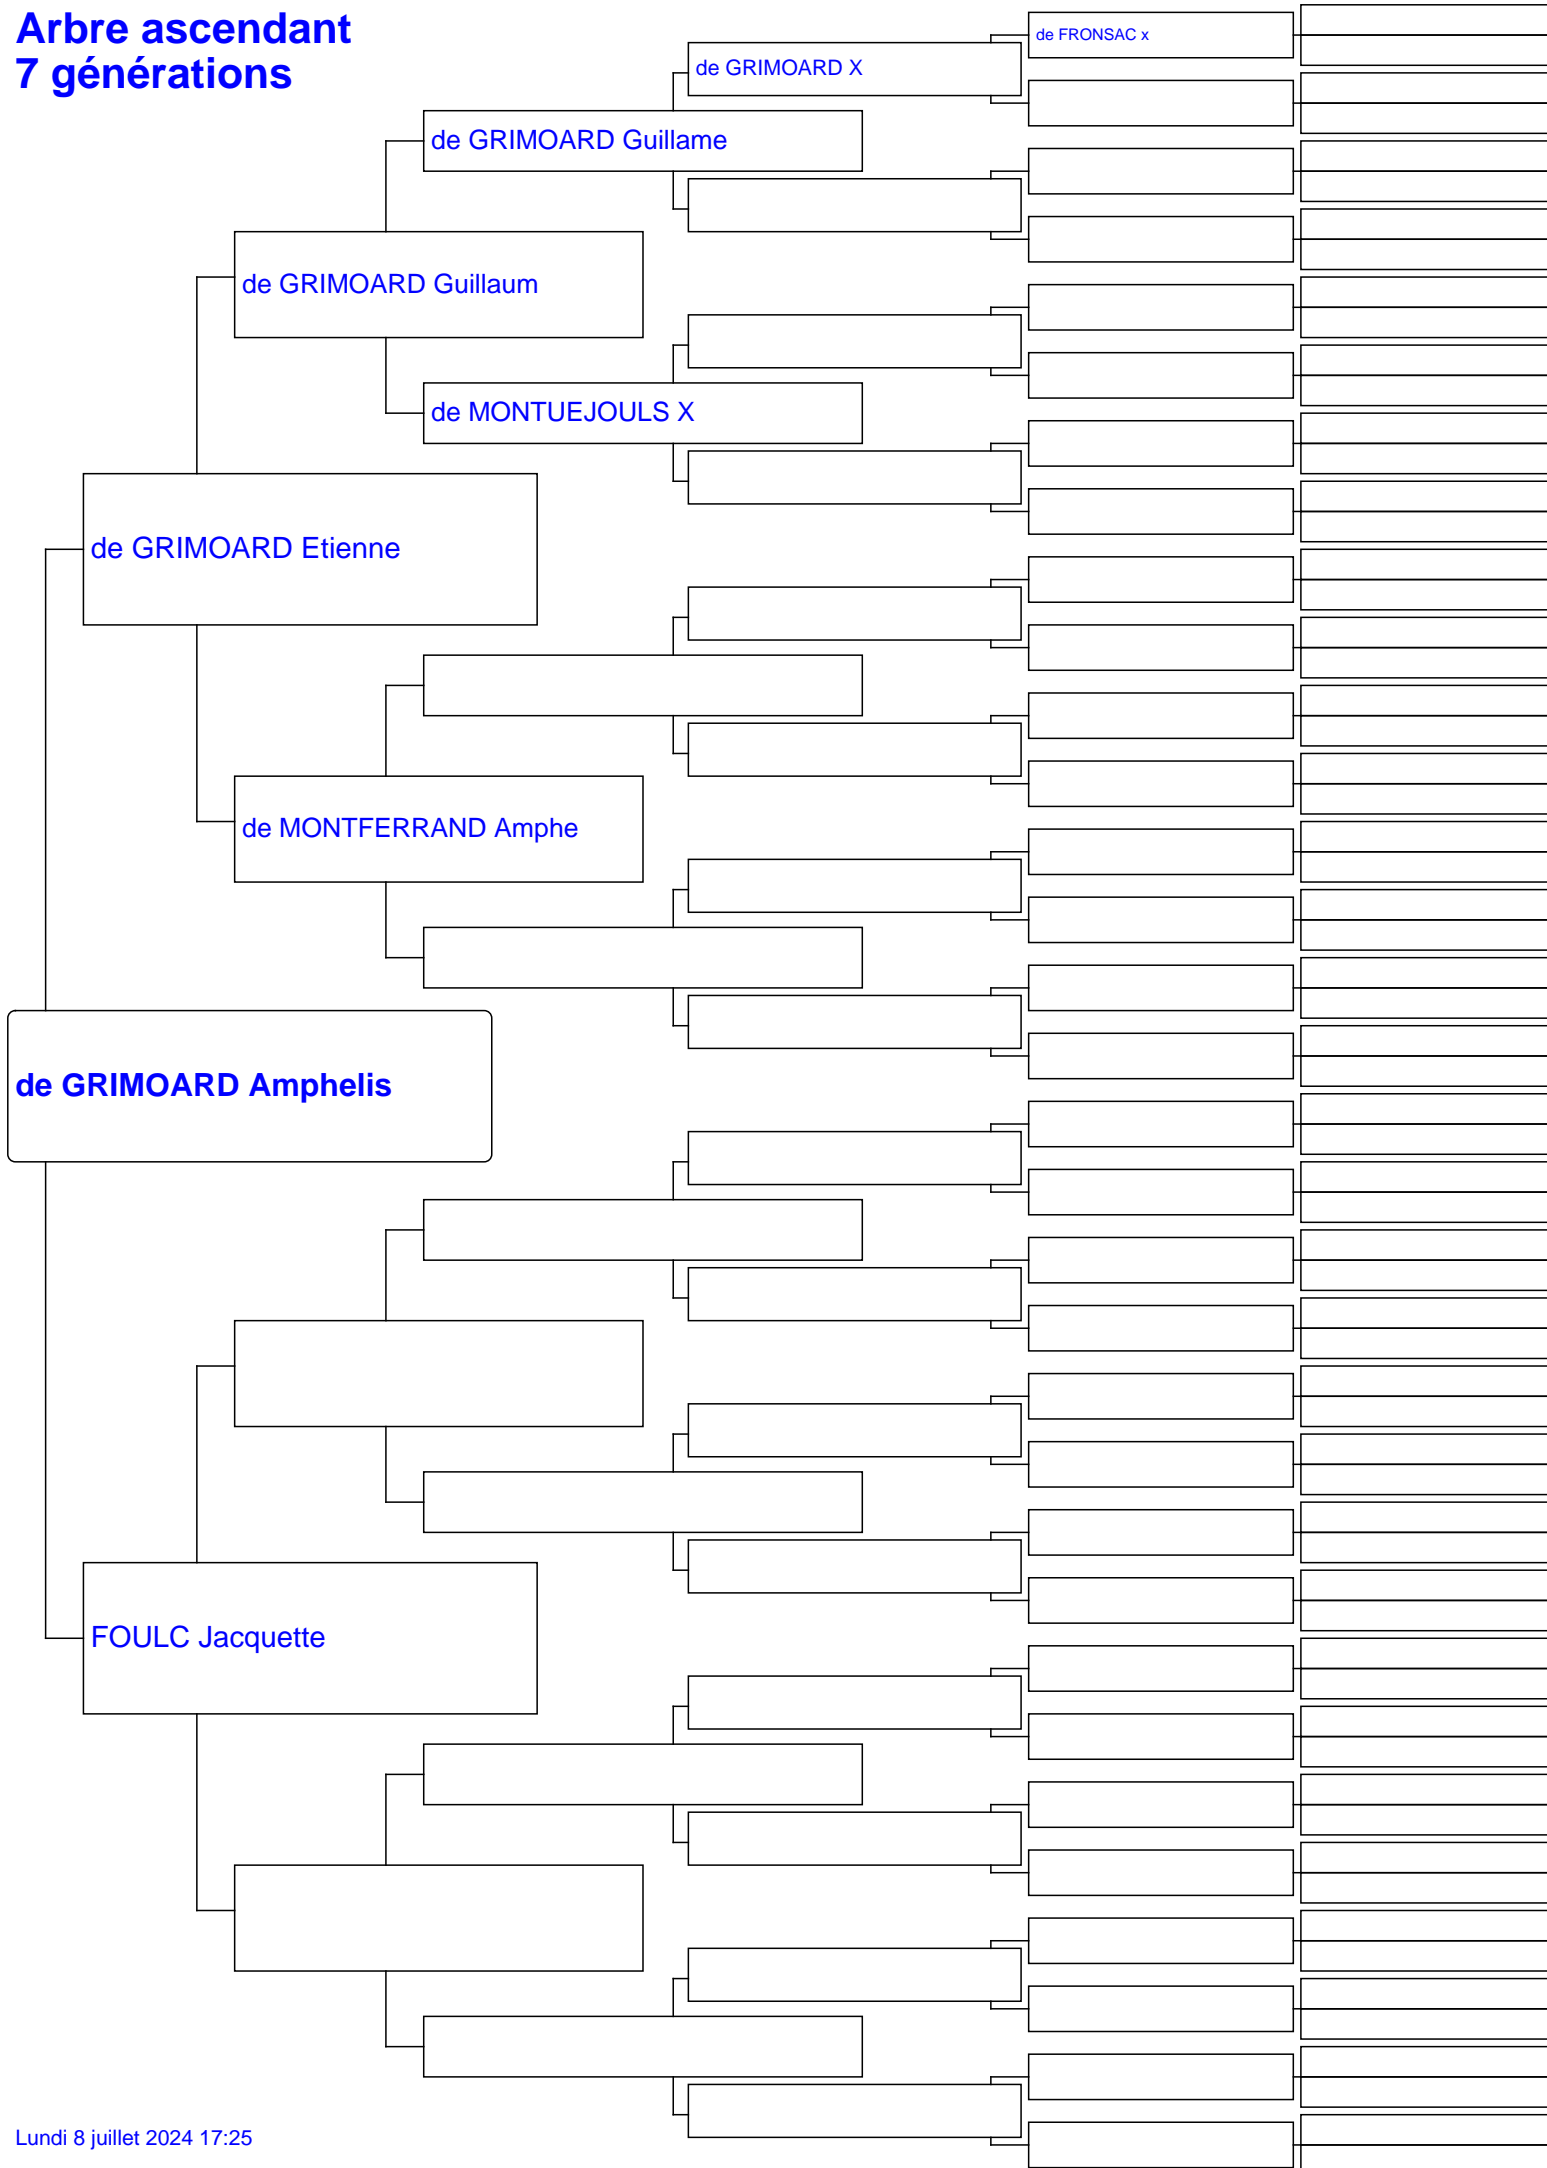 Arbre ascendant
7 générations
de FRONSAC x
de GRIMOARD X
de GRIMOARD Guillame
de GRIMOARD Guillaum
de MONTUEJOULS X
de GRIMOARD Etienne
de MONTFERRAND Amphe
de GRIMOARD Amphelis
FOULC Jacquette
Lundi 8 juillet 2024 17:25